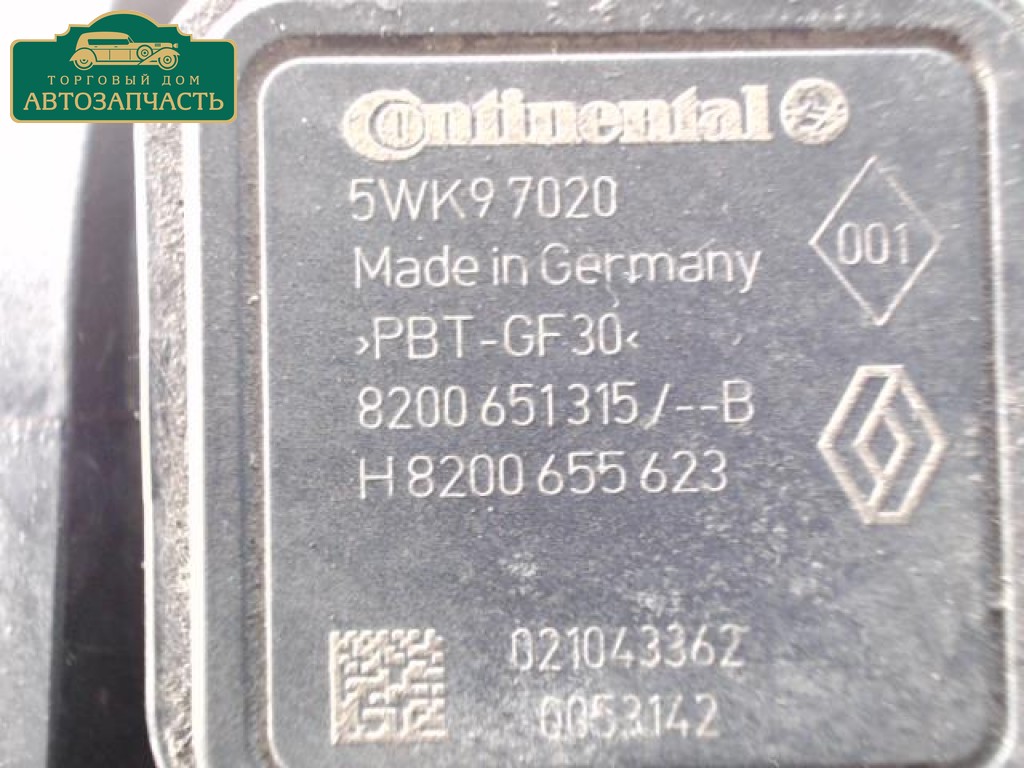 ТОРГОВЫЙ ДОМ
АВТОЗАПЧАСТЬ
Continental
5WK9 7020
Made in Germany
001
›PBT-GF30‹
8200 651 315 /--B
H 8200 655 623
021043362
0053142